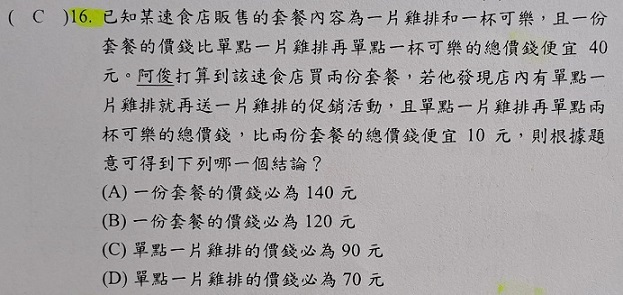 ( C )16. 已知某速食店販售的套餐內容為一片雞排和一杯可樂，且一份
套餐的價錢比單點一片雞排再單點一杯可樂的總價錢便宜 40
元。阿俊打算到該速食店買兩份套餐，若他發現店內有單點一
片雞排就再送一片雞排的促銷活動，且單點一片雞排再單點兩
杯可樂的總價錢，比兩份套餐的總價錢便宜 10 元，則根據題
意可得到下列哪一個結論？
(A) 一份套餐的價錢必為 140 元
(B) 一份套餐的價錢必為 120 元
(C) 單點一片雞排的價錢必為 90 元
(D) 單點一片雞排的價錢必為 70 元